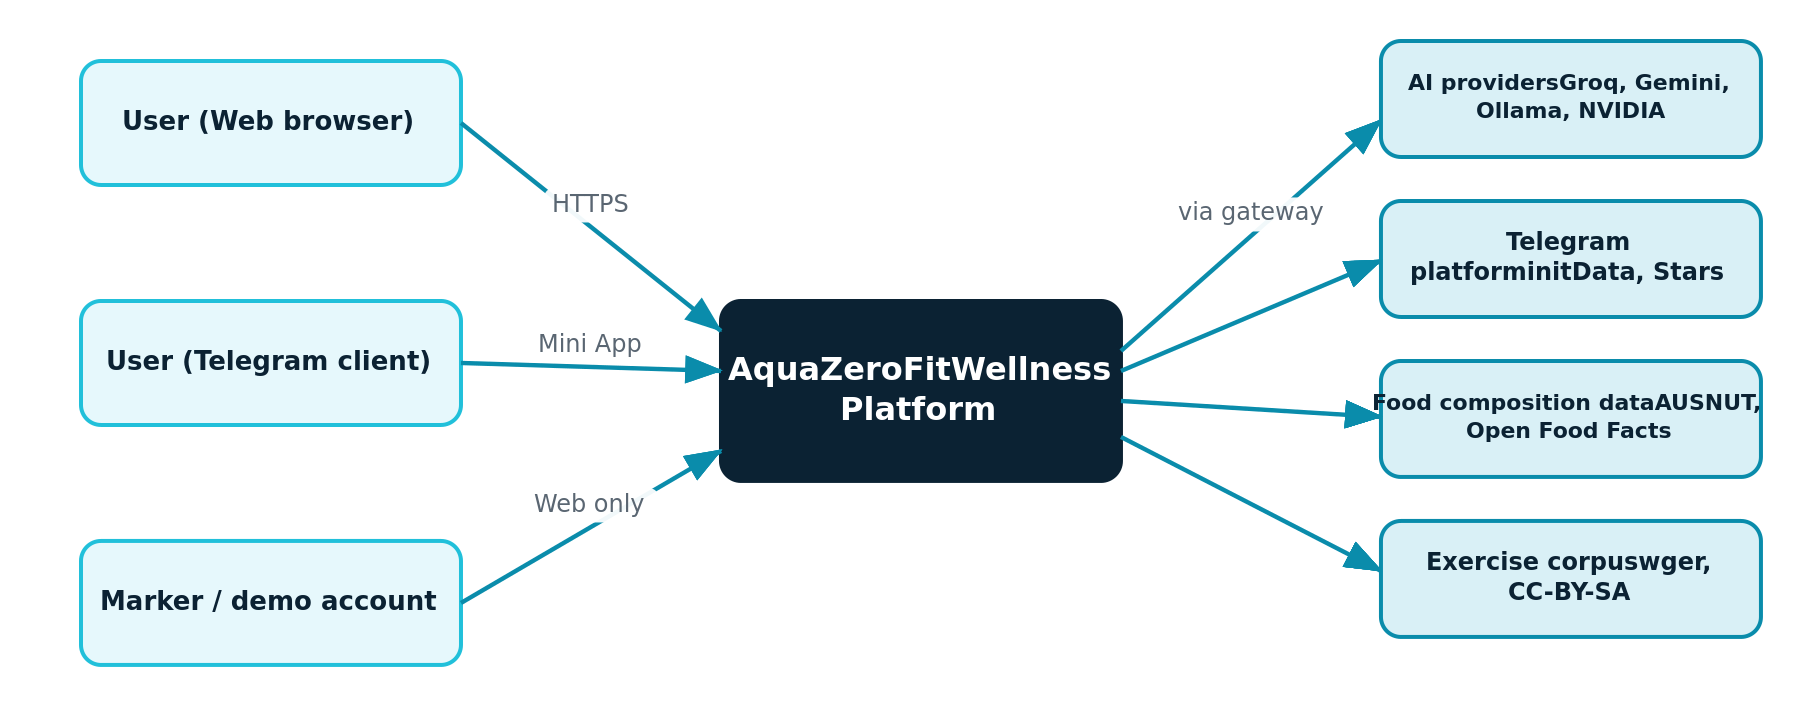 User (Web browser)
HTTPS
User (Telegram client)
Mini App
Marker / demo account
Web only
AquaZeroFitWellness
Platform
via gateway
AI providersGroq, Gemini,
Ollama, NVIDIA
Telegram
platforminitData, Stars
Food composition dataAUSNUT,
Open Food Facts
Exercise corpuswger,
CC-BY-SA